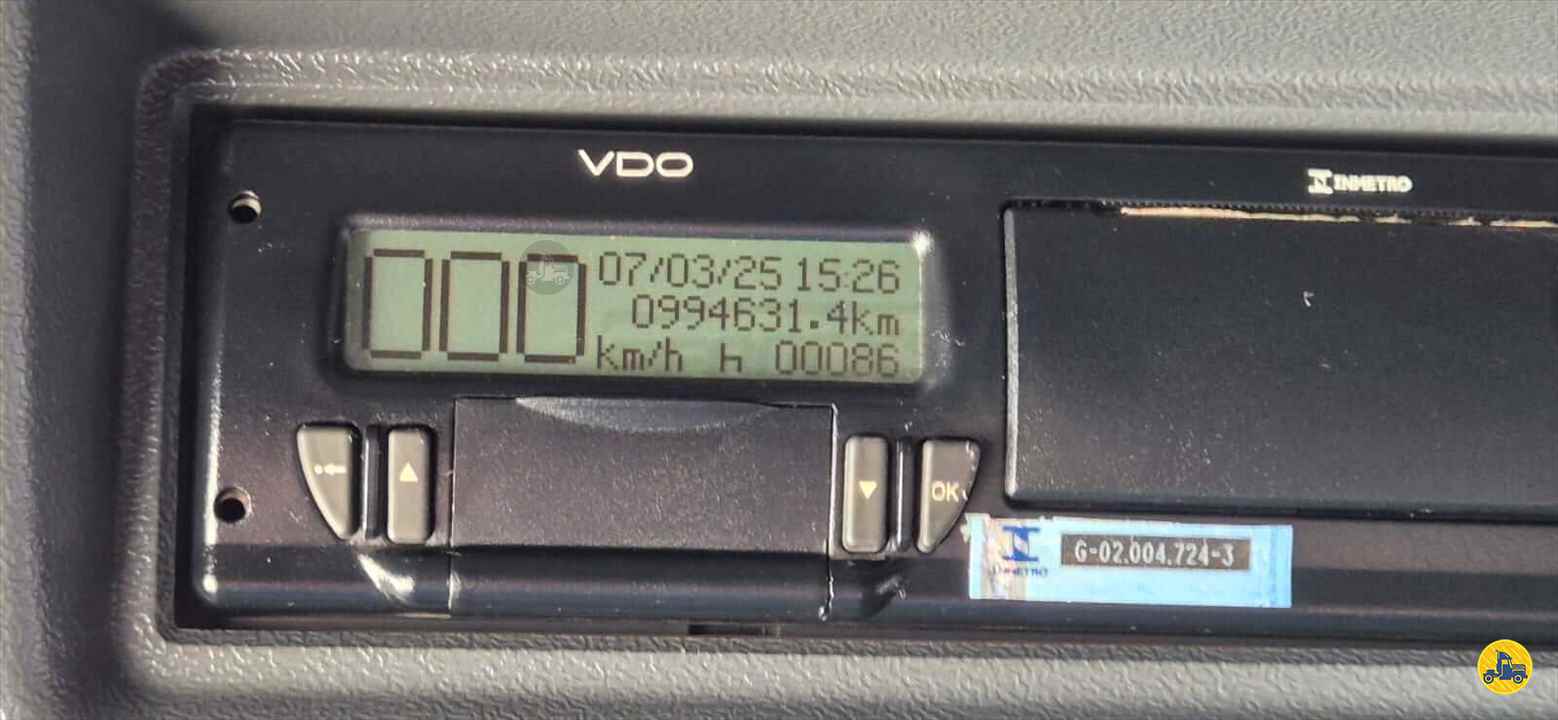 VDO
INMETRO
000
07/03/25 15:26
0994631.4km
km/h h 00086
OK
INMETRO
G-02.004.724-3